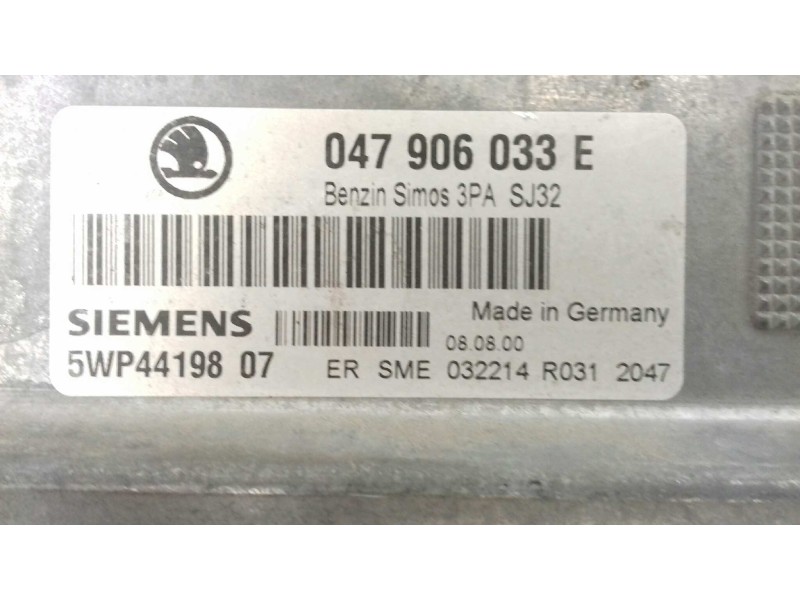 047 906 033 E
Benzin Simos 3PA SJ32
Made in Germany
SIEMENS
08.08.00
5WP44198 07 ER SME 032214 R031 2047